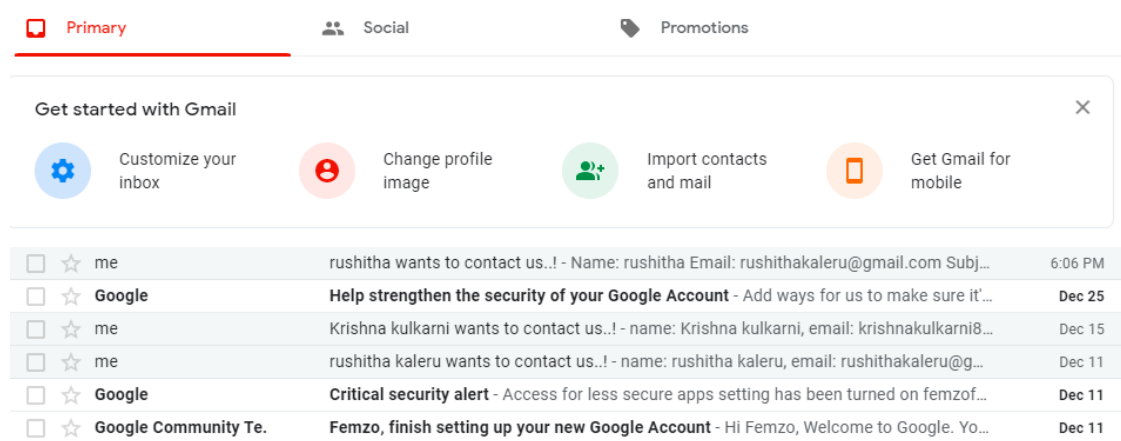 Primary Social Promotions
Get started with Gmail
Customize your inbox
Change profile image
Import contacts and mail
Get Gmail for mobile
me rushitha wants to contact us..! - Name: rushitha Email: rushithakaleru@gmail.com Subj... 6:06 PM
Google Help strengthen the security of your Google Account - Add ways for us to make sure it'... Dec 25
me Krishna kulkarni wants to contact us..! - name: Krishna kulkarni, email: krishnakulkarni8... Dec 15
me rushitha kaleru wants to contact us..! - name: rushitha kaleru, email: rushithakaleru@g... Dec 11
Google Critical security alert - Access for less secure apps setting has been turned on femzof... Dec 11
Google Community Te. Femzo, finish setting up your new Google Account - Hi Femzo, Welcome to Google. Yo... Dec 11